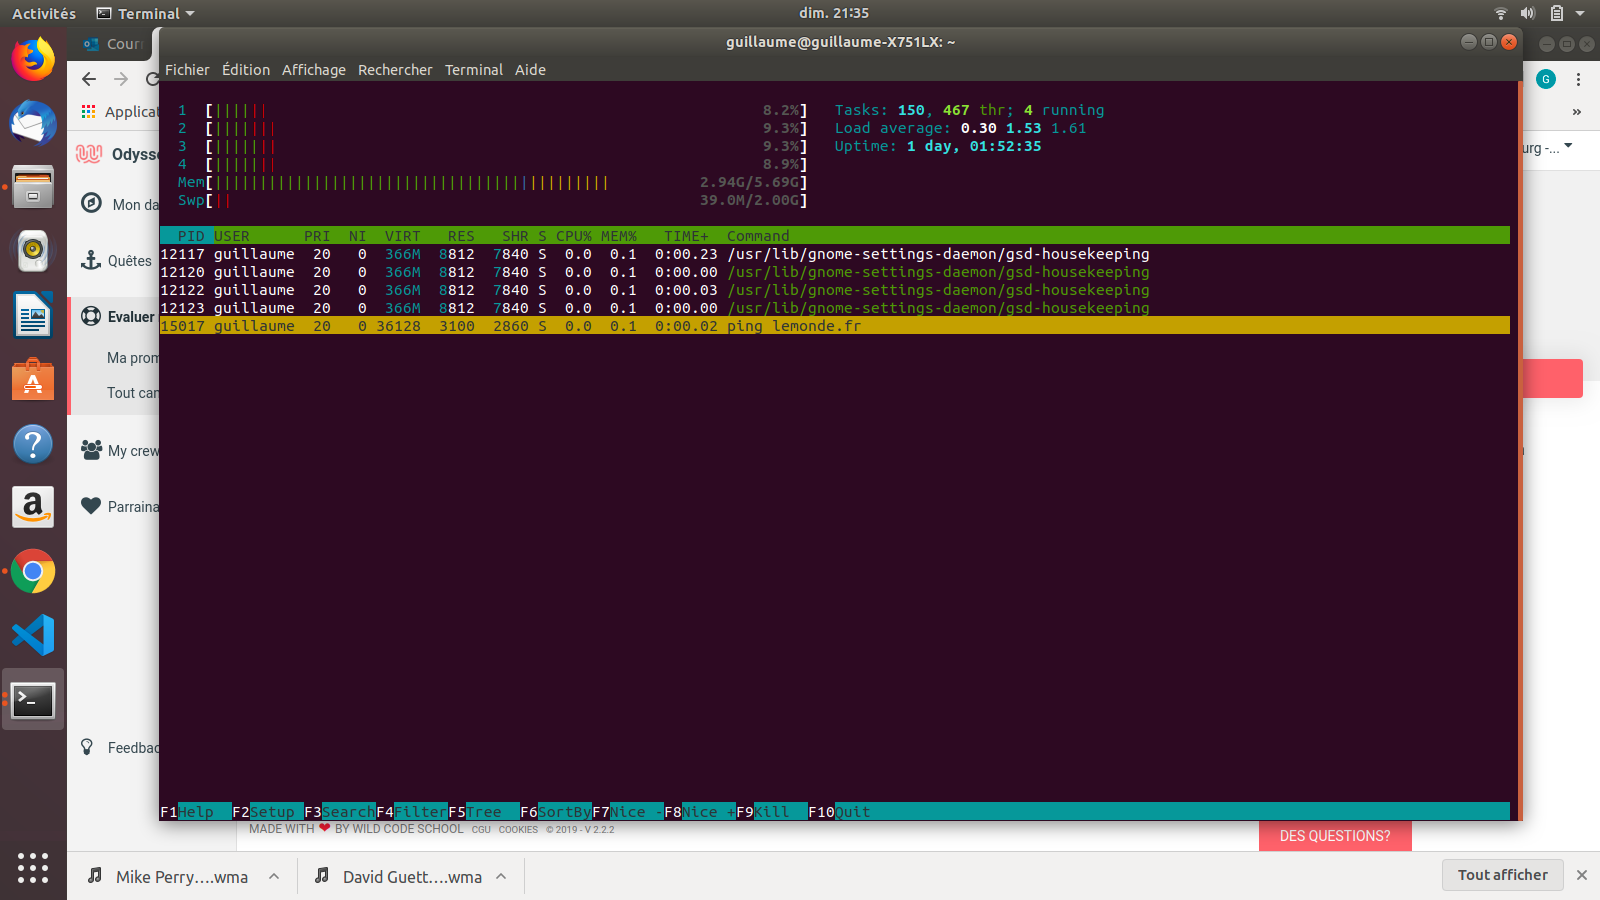 Activités Terminal dim. 21:35
Cour
guillaume@guillaume-X751LX: ~
Fichier Édition Affichage Rechercher Terminal Aide
G
Applicat
»
Odysse
urg -...
Mon da
Quêtes
Evaluer
Ma prom
Tout cam
My crew
Parraina
Feedbac
1 [|||||| 8.2%] Tasks: 150, 467 thr; 4 running
2 [||||||| 9.3%] Load average: 0.30 1.53 1.61
3 [||||||| 9.3%] Uptime: 1 day, 01:52:35
4 [||||||| 8.9%]
Mem[|||||||||||||||||||||||||||||||||||||||||||| 2.94G/5.69G]
Swp[|| 39.0M/2.00G]
PID USER PRI NI VIRT RES SHR S CPU% MEM% TIME+ Command
12117 guillaume 20 0 366M 8812 7840 S 0.0 0.1 0:00.23 /usr/lib/gnome-settings-daemon/gsd-housekeeping
12120 guillaume 20 0 366M 8812 7840 S 0.0 0.1 0:00.00 /usr/lib/gnome-settings-daemon/gsd-housekeeping
12122 guillaume 20 0 366M 8812 7840 S 0.0 0.1 0:00.03 /usr/lib/gnome-settings-daemon/gsd-housekeeping
12123 guillaume 20 0 366M 8812 7840 S 0.0 0.1 0:00.00 /usr/lib/gnome-settings-daemon/gsd-housekeeping
15017 guillaume 20 0 36128 3100 2860 S 0.0 0.1 0:00.02 ping lemonde.fr
F1Help F2Setup F3SearchF4FilterF5Tree F6SortByF7Nice -F8Nice +F9Kill F10Quit
MADE WITH ❤ BY WILD CODE SCHOOL CGU COOKIES © 2019 - V 2.2.2
DES QUESTIONS?
Mike Perry....wma David Guett....wma Tout afficher